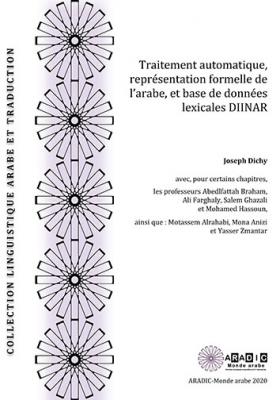 COLLECTION LINGUISTIQUE ARABE ET TRADUCTION
Traitement automatique,
représentation formelle de
l'arabe, et base de données
lexicales DIINAR
Joseph Dichy
avec, pour certains chapitres,
les professeurs Abedlfattah Braham,
Ali Farghaly, Salem Ghazali
et Mohamed Hassoun,
ainsi que : Motassem Alrahabi, Mona Anizi
et Yasser Zmantar
ARADIC
Monde arabe
ARADIC-Monde arabe 2020